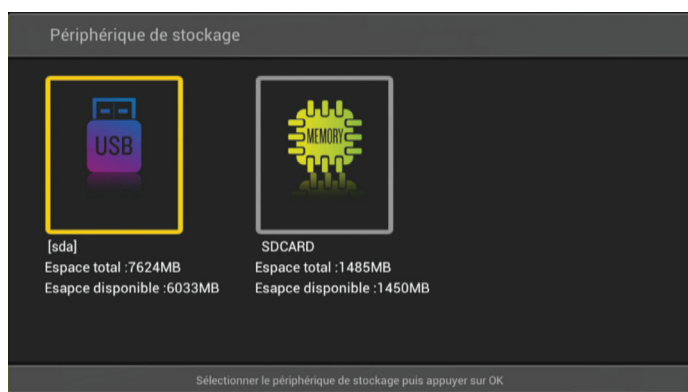 Périphérique de stockage
USB
MEMORY
[sda]
Espace total :7624MB
Esapce disponible :6033MB
SDCARD
Espace total :1485MB
Esapce disponible :1450MB
Sélectionner le périphérique de stockage puis appuyer sur OK